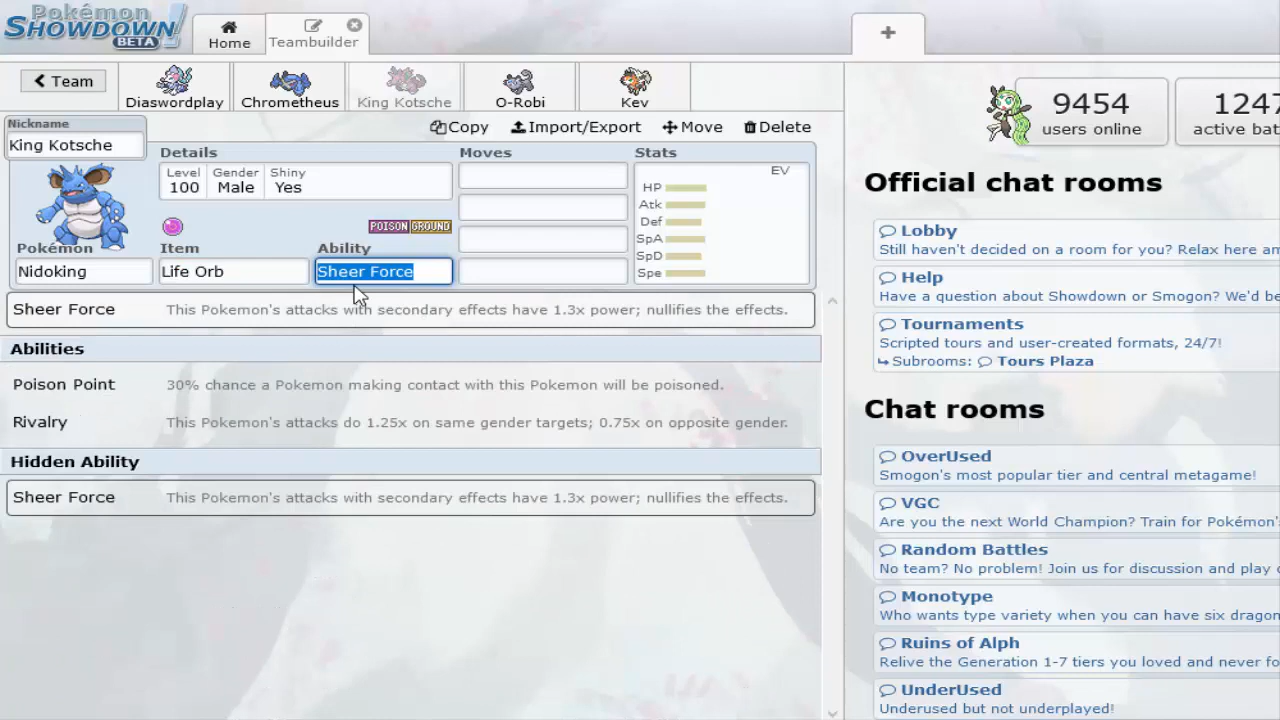 Pokémon
SHOWDOWN!
BETA
Home
Teambuilder
+
Team
Diaswordplay
Chrometheus
King Kotsche
O-Robi
Kev
Copy
Import/Export
Move
Delete
Nickname
King Kotsche
Details
Level
100
Gender
Male
Shiny
Yes
POISON GROUND
Pokémon
Nidoking
Item
Life Orb
Ability
Sheer Force
Moves
Stats
EV
HP
Atk
Def
SpA
SpD
Spe
Sheer Force This Pokemon's attacks with secondary effects have 1.3x power; nullifies the effects.
Abilities
Poison Point 30% chance a Pokemon making contact with this Pokemon will be poisoned.
Rivalry This Pokemon's attacks do 1.25x on same gender targets; 0.75x on opposite gender.
Hidden Ability
Sheer Force This Pokemon's attacks with secondary effects have 1.3x power; nullifies the effects.
9454
users online
1247
active bat
Official chat rooms
Lobby
Still haven't decided on a room for you? Relax here am
Help
Have a question about Showdown or Smogon? We'd be
Tournaments
Scripted tours and user-created formats, 24/7!
Subrooms: Tours Plaza
Chat rooms
OverUsed
Smogon's most popular tier and central metagame!
VGC
Are you the next World Champion? Train for Pokémon's
Random Battles
No team? No problem! Join us for discussion and play o
Monotype
Who wants type variety when you can have six dragon
Ruins of Alph
Relive the Generation 1-7 tiers you loved and never fo
UnderUsed
Underused but not underplayed!